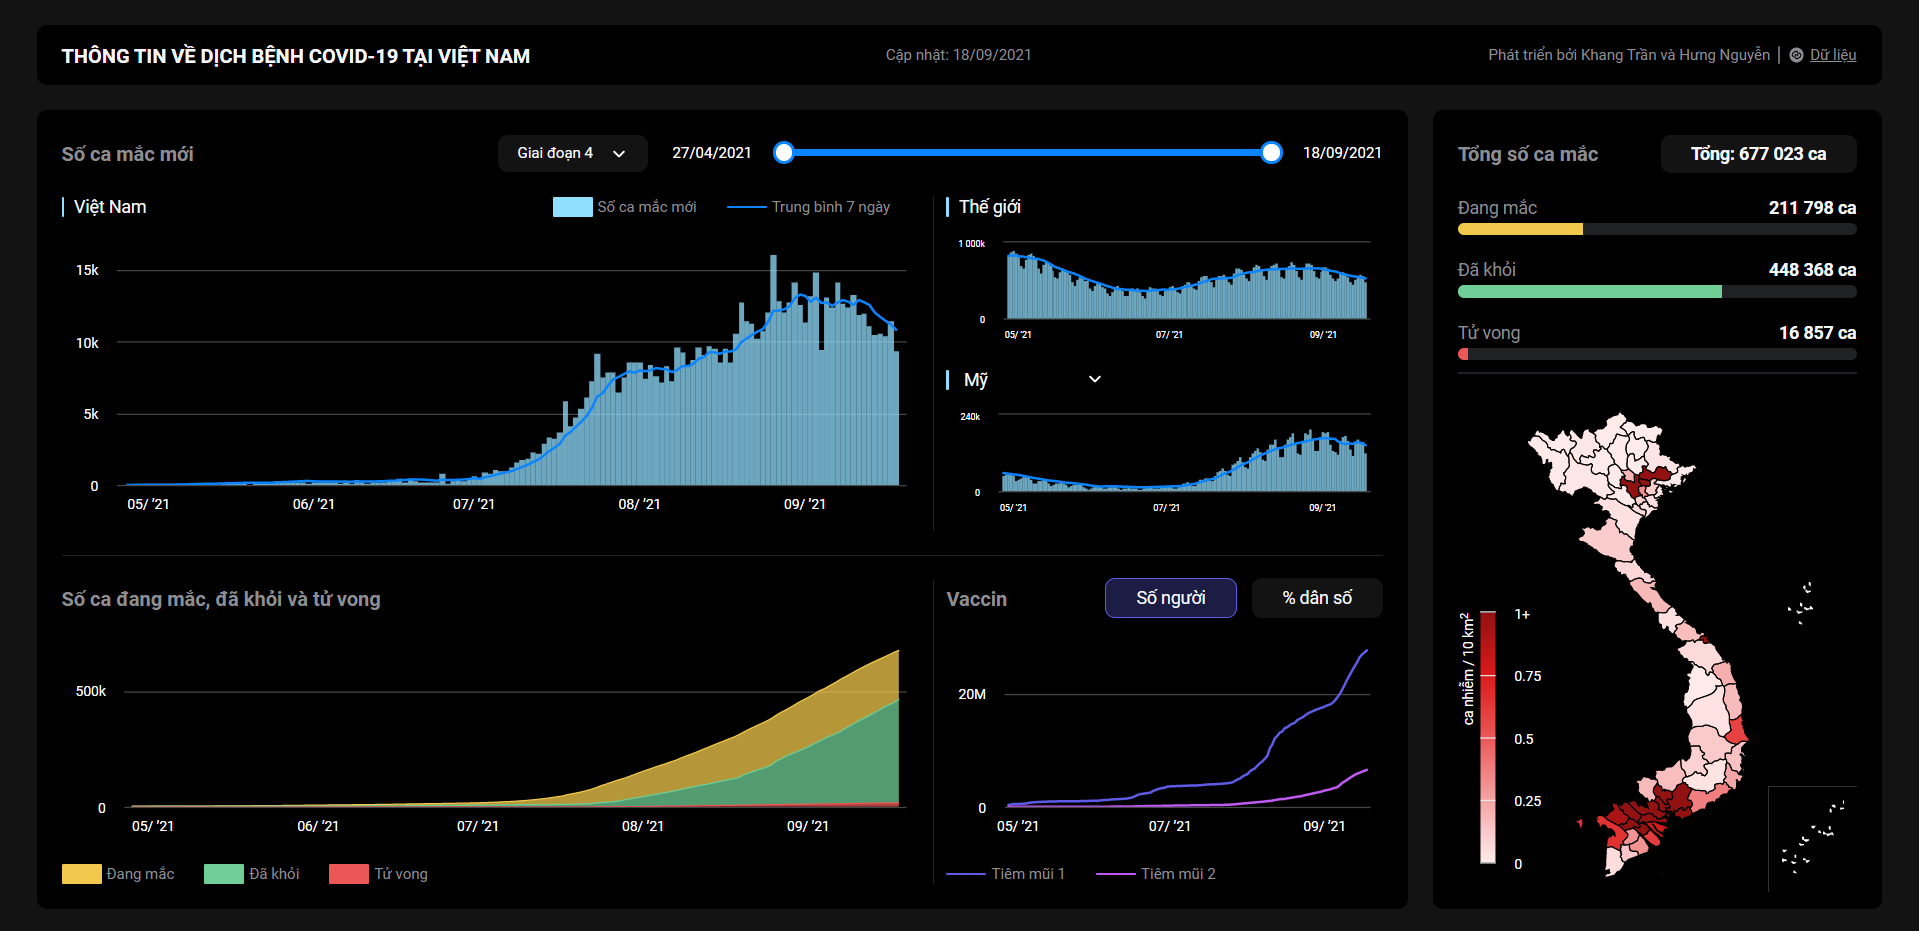 THÔNG TIN VỀ DỊCH BỆNH COVID-19 TẠI VIỆT NAM
Cập nhật: 18/09/2021
Phát triển bởi Khang Trần và Hưng Nguyễn | Dữ liệu
Số ca mắc mới
Giai đoạn 4
27/04/2021
18/09/2021
Việt Nam
Số ca mắc mới
Trung bình 7 ngày
15k
10k
5k
0
05/ '21
06/ '21
07/ '21
08/ '21
09/ '21
Thế giới
1 000k
0
05/ '21
07/ '21
09/ '21
Mỹ
240k
0
05/ '21
07/ '21
09/ '21
Số ca đang mắc, đã khỏi và tử vong
500k
0
05/ '21
06/ '21
07/ '21
08/ '21
09/ '21
Đang mắc
Đã khỏi
Tử vong
Vaccin
Số người
% dân số
20M
0
05/ '21
07/ '21
09/ '21
Tiêm mũi 1
Tiêm mũi 2
Tổng số ca mắc
Tổng: 677 023 ca
Đang mắc
211 798 ca
Đã khỏi
448 368 ca
Tử vong
16 857 ca
ca nhiễm / 10 km²
1+
0.75
0.5
0.25
0